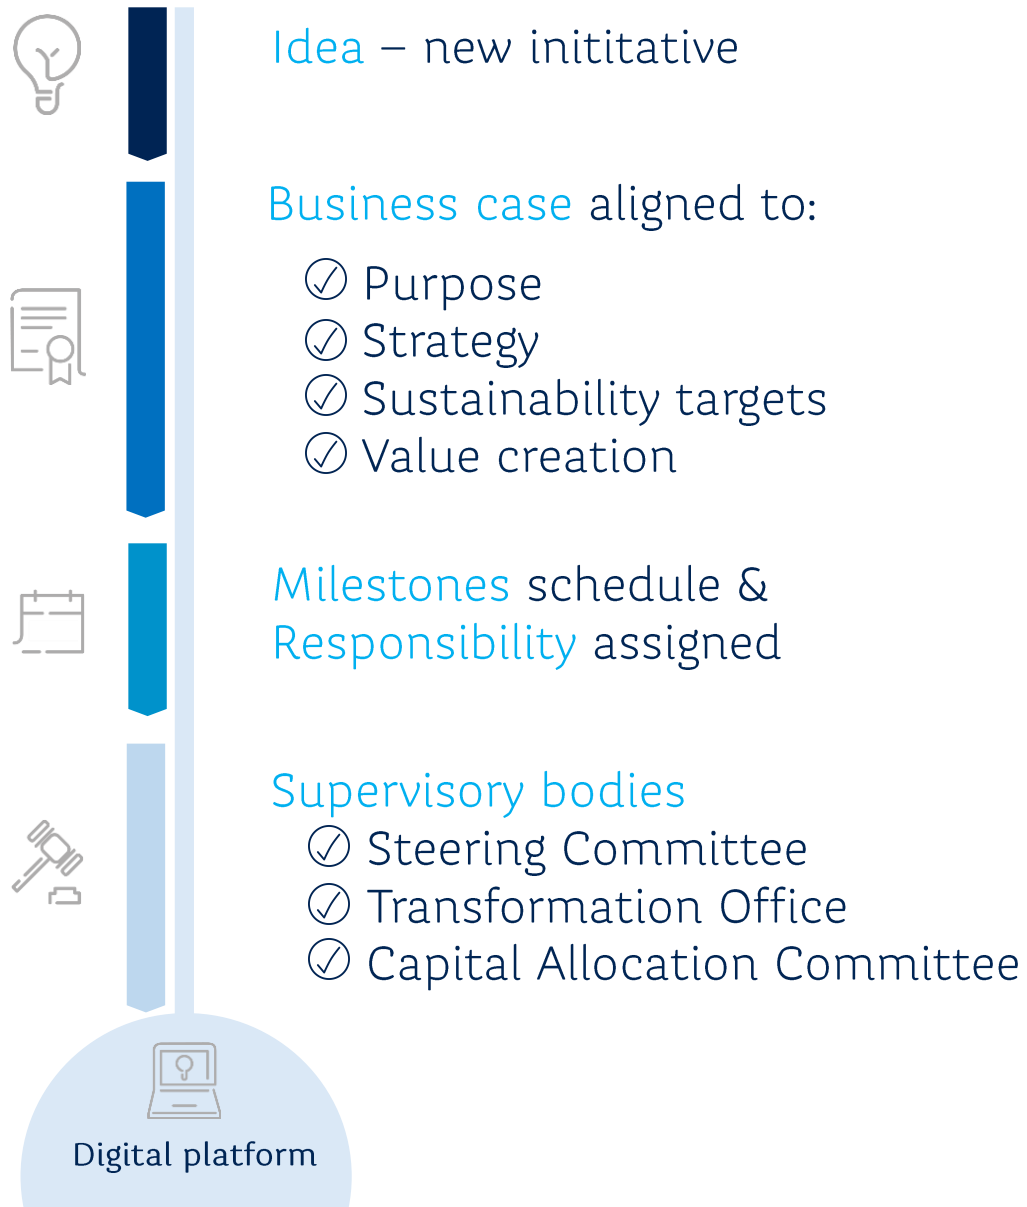 Idea – new inititative
Business case aligned to:
Purpose
Strategy
Sustainability targets
Value creation
Milestones schedule &
Responsibility assigned
Supervisory bodies
Steering Committee
Transformation Office
Capital Allocation Committee
Digital platform